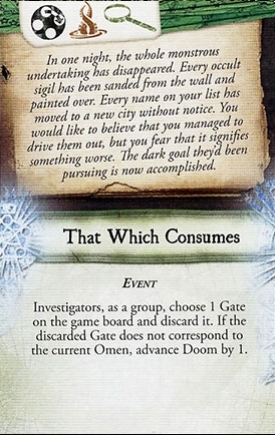 In one night, the whole monstrous
undertaking has disappeared. Every occult
sigil has been sanded from the wall and
painted over. Every name on your list has
moved to a new city without notice. You
would like to believe that you managed to
drive them out, but you fear that it signifies
something worse. The dark goal they'd been
pursuing is now accomplished.
That Which Consumes
Event
Investigators, as a group, choose 1 Gate
on the game board and discard it. If the
discarded Gate does not correspond to
the current Omen, advance Doom by 1.